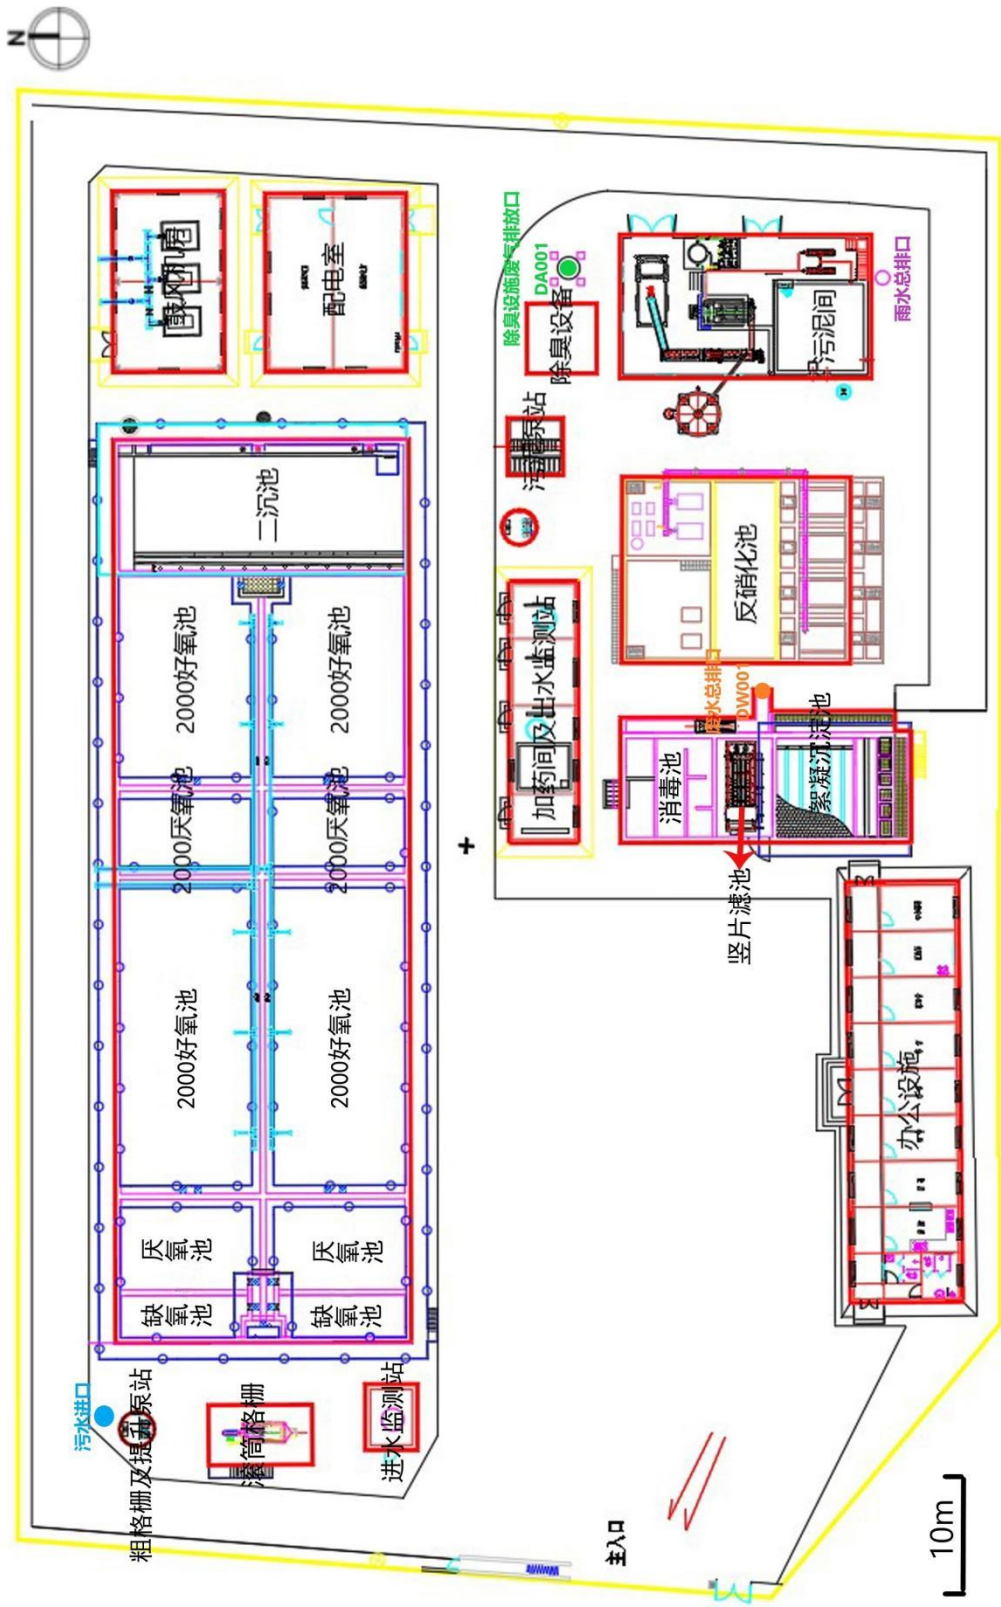 N
鼓风机房
配电室
除臭设施废气排放口
DA001
除臭设备
污泥间
雨水总排口
污泥泵站
二沉池
反硝化池
2000好氧池
2000好氧池
加药间及出水监测站
废水总排口
DW001
2000厌氧池
2000厌氧池
消毒池
絮凝沉淀池
竖片滤池
2000好氧池
2000好氧池
办公设施
厌氧池
厌氧池
缺氧池
缺氧池
污水进口
粗格栅及提升泵站
滚筒格栅
进水监测站
主入口
10m